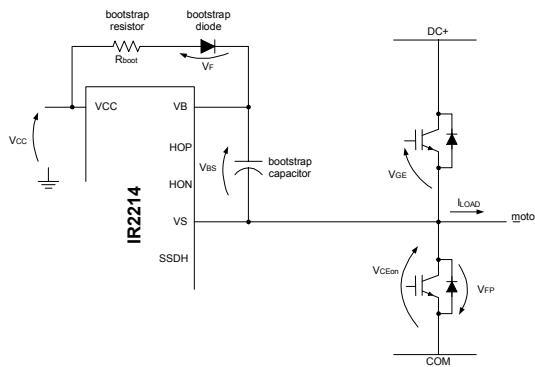 bootstrap
resistor
bootstrap
diode
DC+
Rboot
VF
VCC
VB
VCC
HOP
bootstrap
capacitor
VBS
VGE
HON
ILOAD
VS
moto
IR2214
SSDH
VCEon
VFP
COM